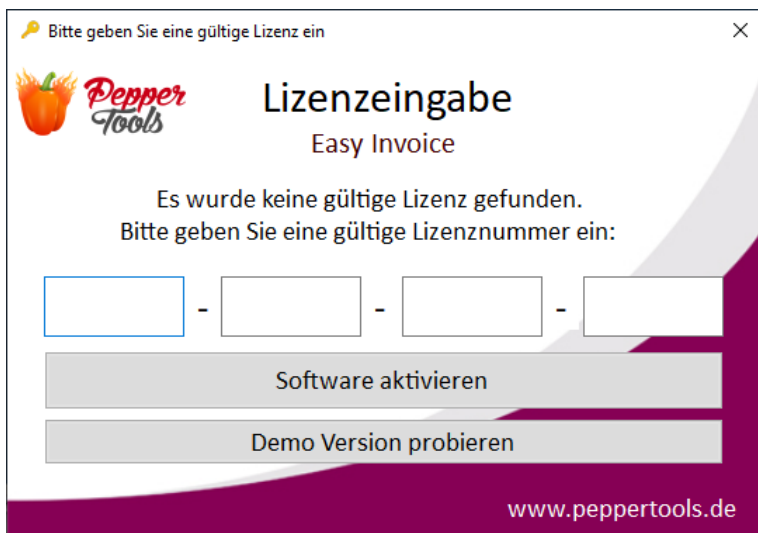 Bitte geben Sie eine gültige Lizenz ein
Pepper
Tools
Lizenzeingabe
Easy Invoice
Es wurde keine gültige Lizenz gefunden.
Bitte geben Sie eine gültige Lizenznummer ein:
- - -
Software aktivieren
Demo Version probieren
www.peppertools.de